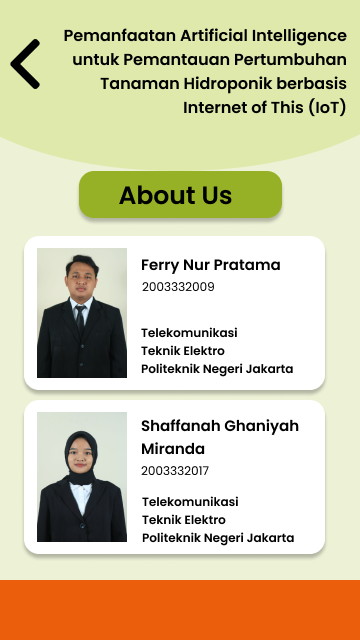 Pemanfaatan Artificial Intelligence
untuk Pemantauan Pertumbuhan
Tanaman Hidroponik berbasis
Internet of This (IoT)
About Us
Ferry Nur Pratama
2003332009
Telekomunikasi
Teknik Elektro
Politeknik Negeri Jakarta
Shaffanah Ghaniyah
Miranda
2003332017
Telekomunikasi
Teknik Elektro
Politeknik Negeri Jakarta